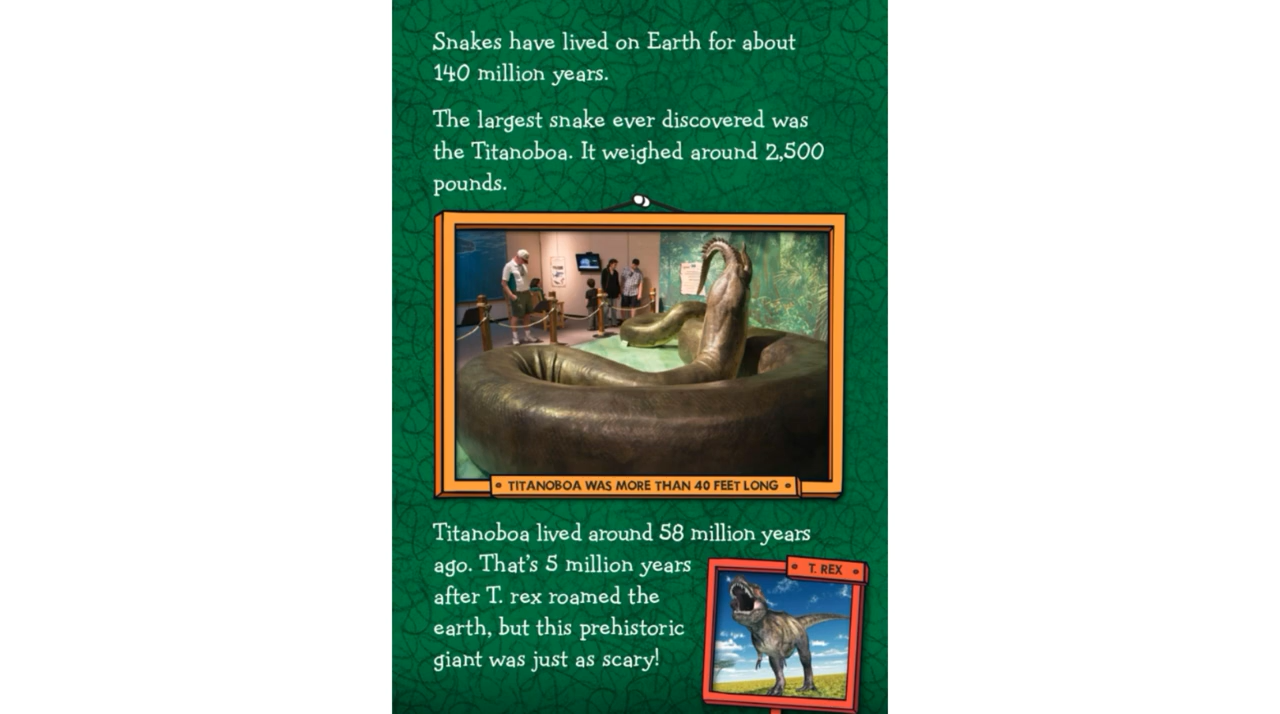 Snakes have lived on Earth for about
140 million years.
The largest snake ever discovered was
the Titanoboa. It weighed around 2,500
pounds.
TITANOBOA WAS MORE THAN 40 FEET LONG
Titanoboa lived around 58 million years
ago. That's 5 million years
after T. rex roamed the
earth, but this prehistoric
giant was just as scary!
T. REX